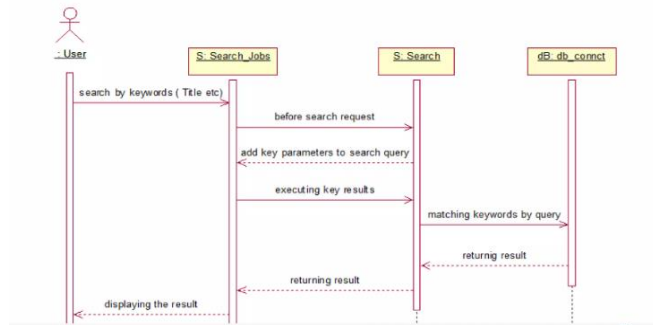 : User
S: Search_Jobs
S: Search
dB: db_connct
search by keywords ( Title etc)
before search request
add key parameters to search query
executing key results
matching keywords by query
returnig result
returning result
displaying the result